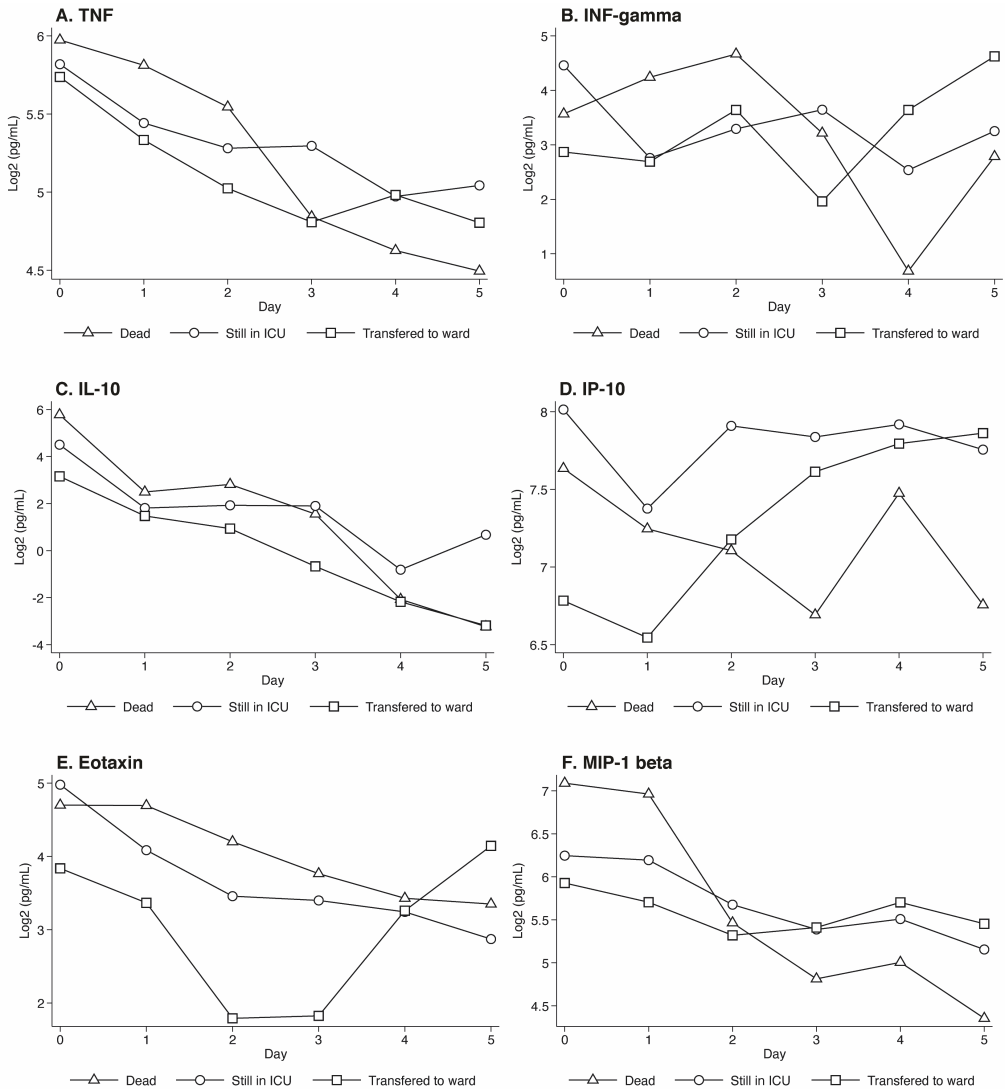 A. TNF
6
5.5
5
4.5
Log2 (pg/mL)
0 1 2 3 4 5
Day
Dead Still in ICU Transfered to ward
B. INF-gamma
5
4
3
2
1
Log2 (pg/mL)
0 1 2 3 4 5
Day
Dead Still in ICU Transfered to ward
C. IL-10
6
4
2
0
-2
-4
Log2 (pg/mL)
0 1 2 3 4 5
Day
Dead Still in ICU Transfered to ward
D. IP-10
8
7.5
7
6.5
Log2 (pg/mL)
0 1 2 3 4 5
Day
Dead Still in ICU Transfered to ward
E. Eotaxin
5
4
3
2
Log2 (pg/mL)
0 1 2 3 4 5
Day
Dead Still in ICU Transfered to ward
F. MIP-1 beta
7
6.5
6
5.5
5
4.5
Log2 (pg/mL)
0 1 2 3 4 5
Day
Dead Still in ICU Transfered to ward